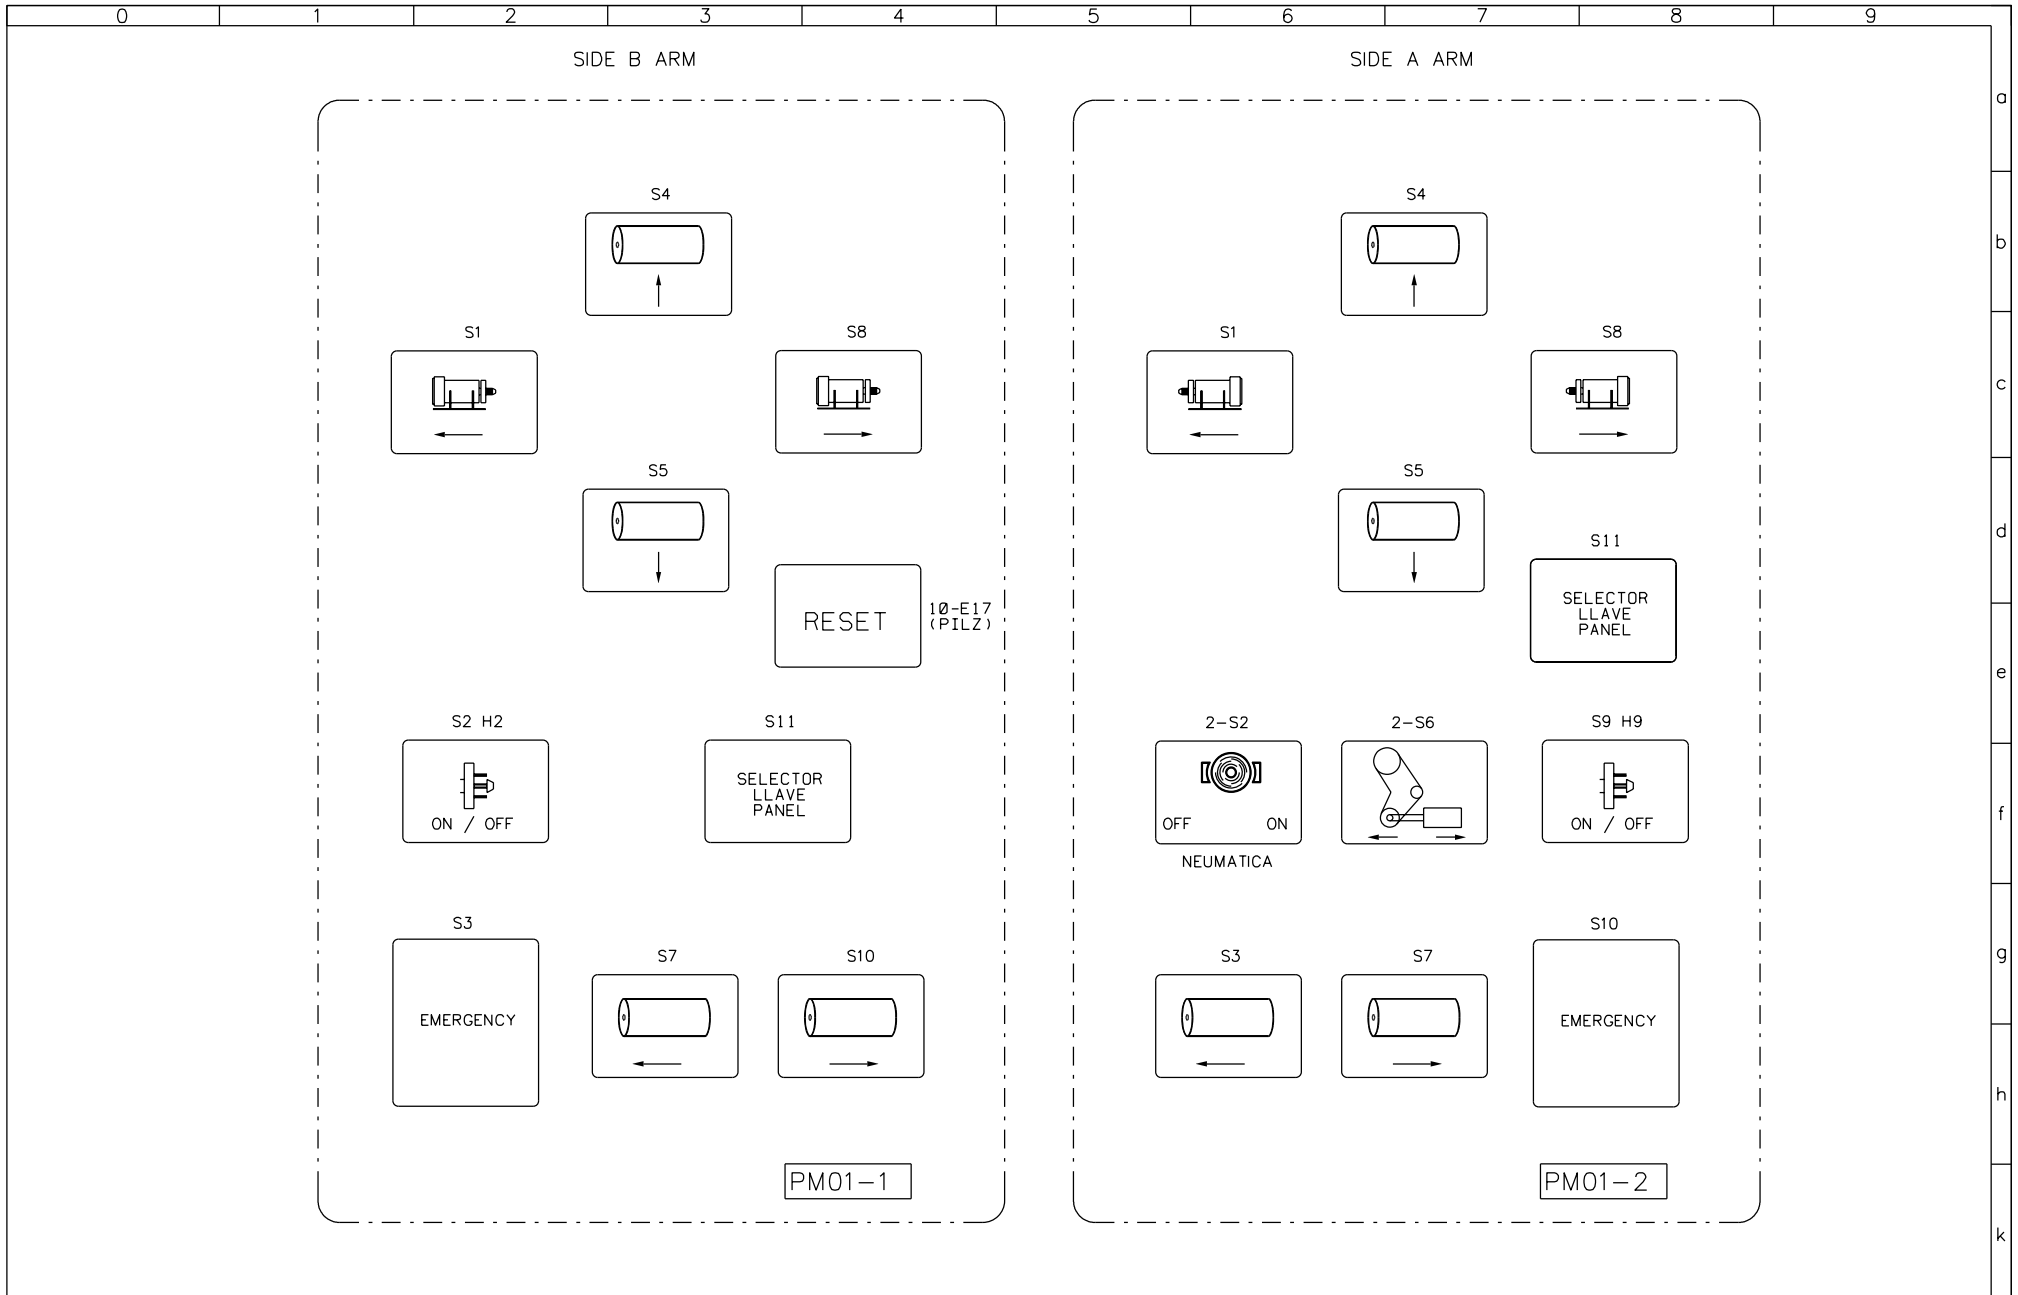 0 1 2 3 4 5 6 7 8 9
SIDE B ARM
SIDE A ARM
a
b
c
d
e
f
g
h
k
S4
S1
S8
S5
RESET
10-E17
(PILZ)
S2 H2
ON / OFF
S11
SELECTOR
LLAVE
PANEL
S3
EMERGENCY
S7
S10
PM01-1
S4
S1
S8
S5
S11
SELECTOR
LLAVE
PANEL
2-S2
OFF ON
NEUMATICA
2-S6
S9 H9
ON / OFF
S3
S7
S10
EMERGENCY
PM01-2